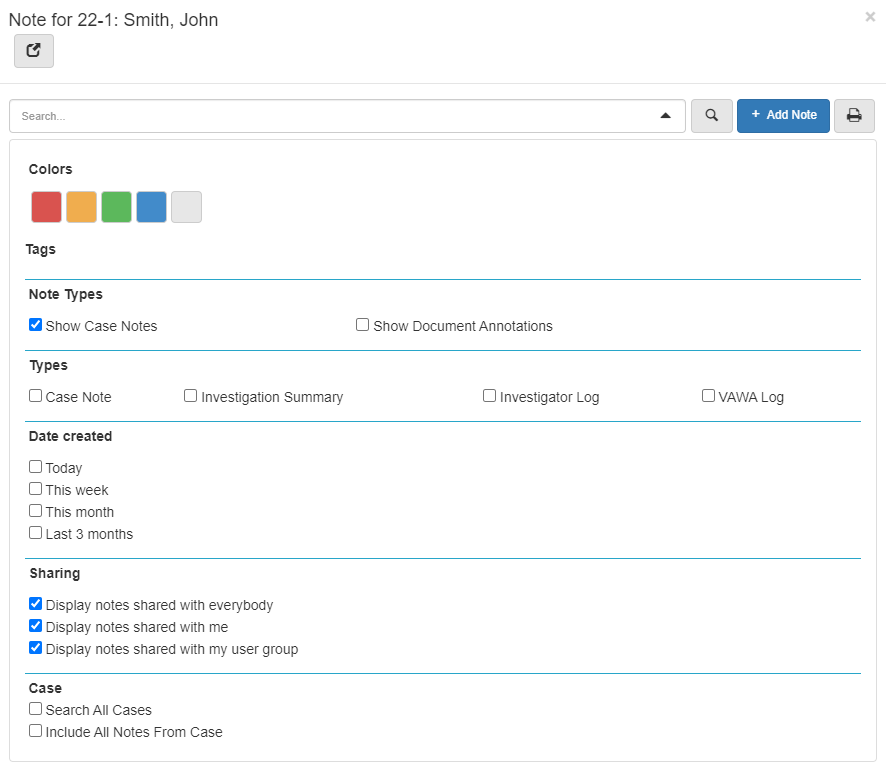 Note for 22-1: Smith, John
×
Search...
+ Add Note
Colors
Tags
Note Types
Show Case Notes Show Document Annotations
Types
Case Note Investigation Summary Investigator Log VAWA Log
Date created
Today
This week
This month
Last 3 months
Sharing
Display notes shared with everybody
Display notes shared with me
Display notes shared with my user group
Case
Search All Cases
Include All Notes From Case